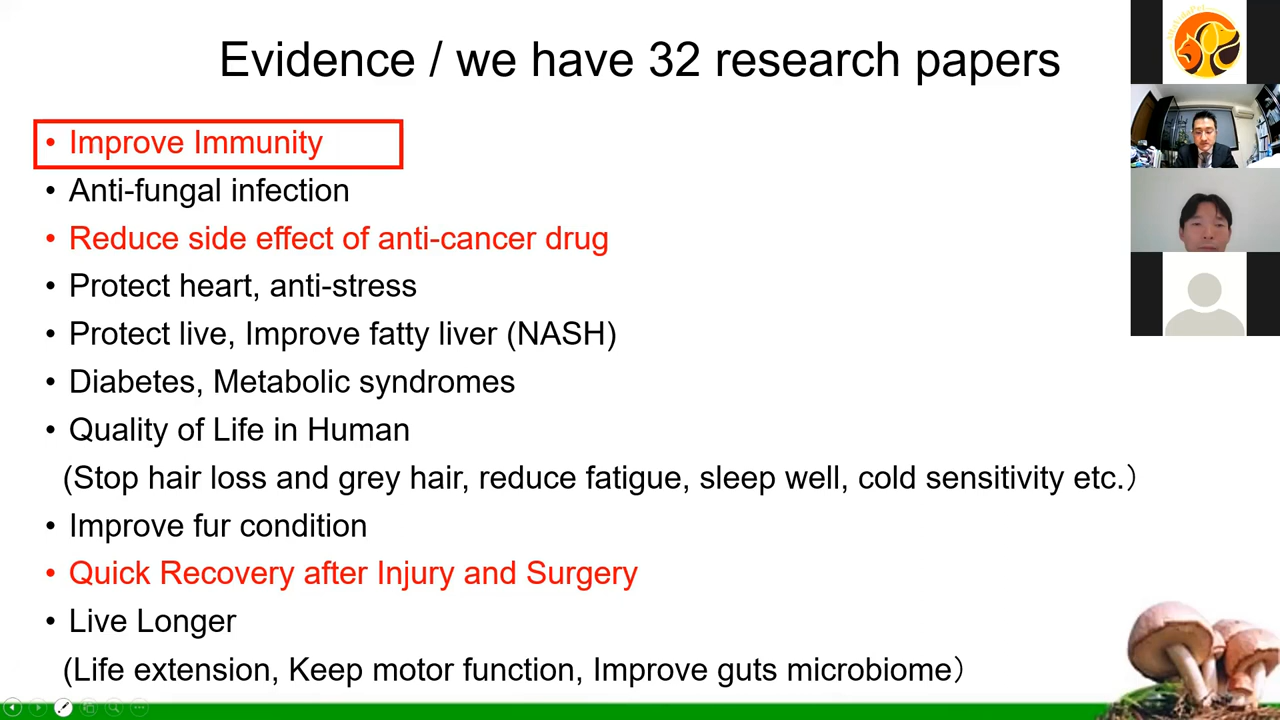 Evidence / we have 32 research papers
• Improve Immunity
• Anti-fungal infection
• Reduce side effect of anti-cancer drug
• Protect heart, anti-stress
• Protect live, Improve fatty liver (NASH)
• Diabetes, Metabolic syndromes
• Quality of Life in Human
(Stop hair loss and grey hair, reduce fatigue, sleep well, cold sensitivity etc.）
• Improve fur condition
• Quick Recovery after Injury and Surgery
• Live Longer
(Life extension, Keep motor function, Improve guts microbiome）